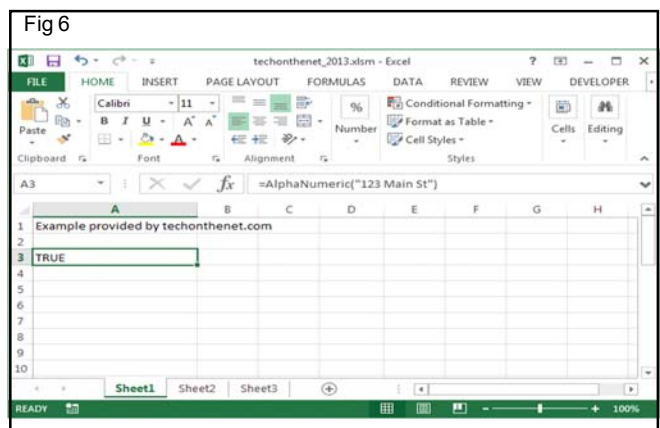 Fig 6
techonthenet_2013.xlsm - Excel
FILE HOME INSERT PAGE LAYOUT FORMULAS DATA REVIEW VIEW DEVELOPER
Calibri 11
Paste
B I U A A
A
%
Number
Conditional Formatting
Format as Table
Cell Styles
Cells Editing
Clipboard Font Alignment Styles
A3 fx =AlphaNumeric("123 Main St")
A B C D E F G H
1 Example provided by techonthenet.com
2
3 TRUE
4
5
6
7
8
9
10
Sheet1 Sheet2 Sheet3
READY 100%